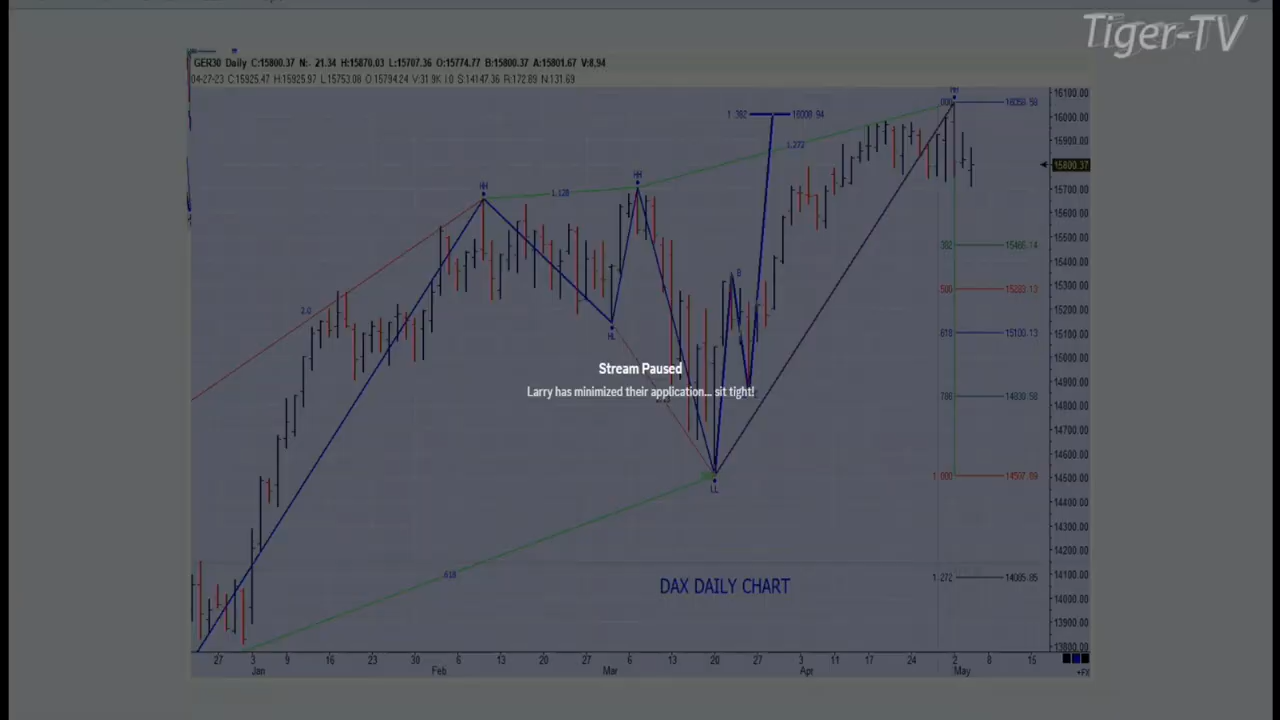 Tiger-TV
GER30 Daily C:15800.37 N:- 21.34 H:15870.03 L:15707.36 O:15774.77 B:15800.37 A:15801.67 V:8,94
04-27-23 C:15925.47 H:15925.97 L:15753.08 O:15794.24 V:31.9K I:0 S:14147.36 R:172.89 N:131.69
HH
.000
16100.00
16000.00
1.382
1.272
15900.00
15800.37
HH
HH
1.128
15700.00
15600.00
15500.00
.382
15466.14
15400.00
B
15300.00
.500
15283.13
2.0
15200.00
HL
.618
15100.13
15100.00
15000.00
Stream Paused
Larry has minimized their application... sit tight!
14900.00
.786
14800.00
14700.00
14600.00
1.000
14500.00
LL
14400.00
14300.00
14200.00
.618
DAX DAILY CHART
1.272
14100.00
14000.00
13900.00
13800.00
27 3 9 16 23 30 6 13 20 27 6 13 20 27 3 11 17 24 2 8 15
Jan Feb Mar Apr May
+FX